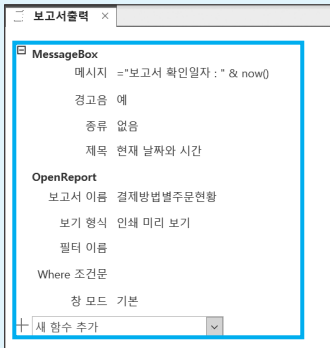 보고서출력 ×
MessageBox
메시지 ="보고서 확인일자 : " & now()
경고음 예
종류 없음
제목 현재 날짜와 시간
OpenReport
보고서 이름 결제방법별주문현황
보기 형식 인쇄 미리 보기
필터 이름
Where 조건문
창 모드 기본
새 함수 추가